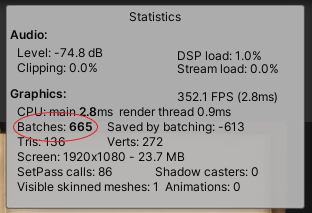 Statistics
Audio:
Level: -74.8 dB DSP load: 1.0%
Clipping: 0.0% Stream load: 0.0%
Graphics: 352.1 FPS (2.8ms)
CPU: main 2.8ms render thread 0.9ms
Batches: 665 Saved by batching: -613
Tris: 136 Verts: 272
Screen: 1920x1080 - 23.7 MB
SetPass calls: 86 Shadow casters: 0
Visible skinned meshes: 1 Animations: 0